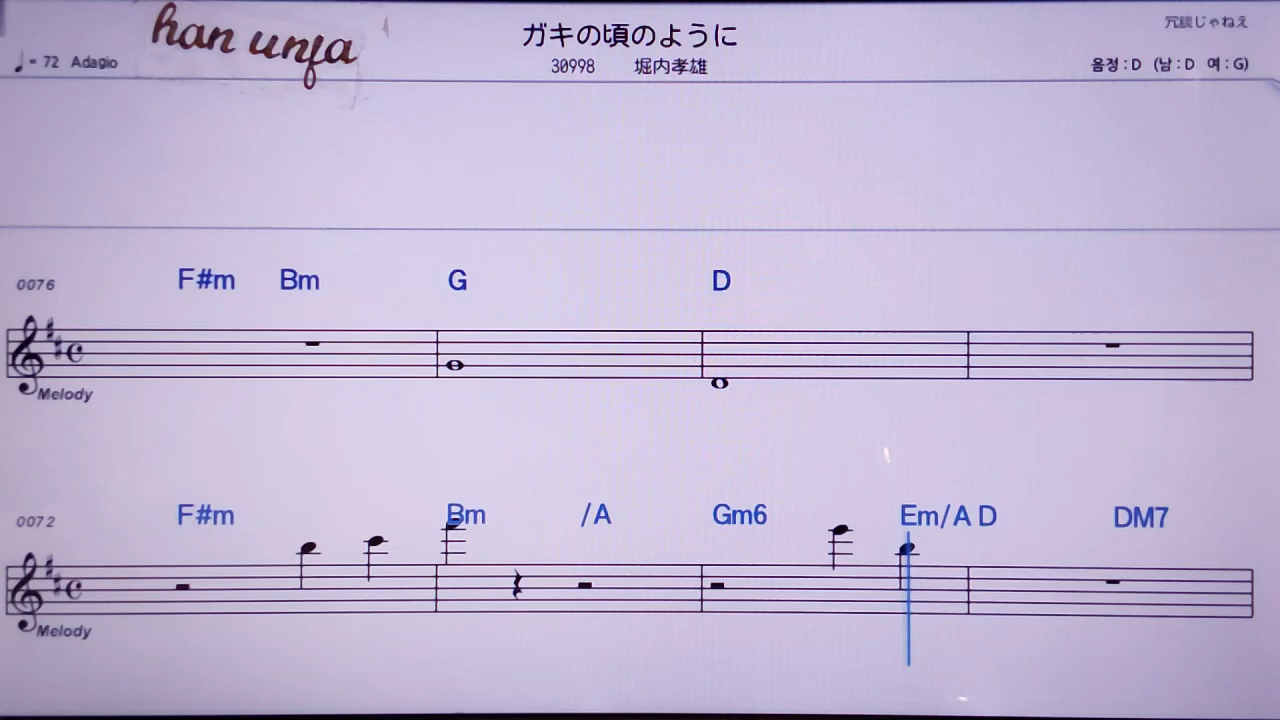 han unfa
ガキの頃のように
冗談じゃねえ
♩= 72 Adagio
30998 堀内孝雄
음정 : D (남 : D 여 : G)
0076 F#m Bm G D
Melody
0072 F#m Bm /A Gm6 Em/A D DM7
Melody